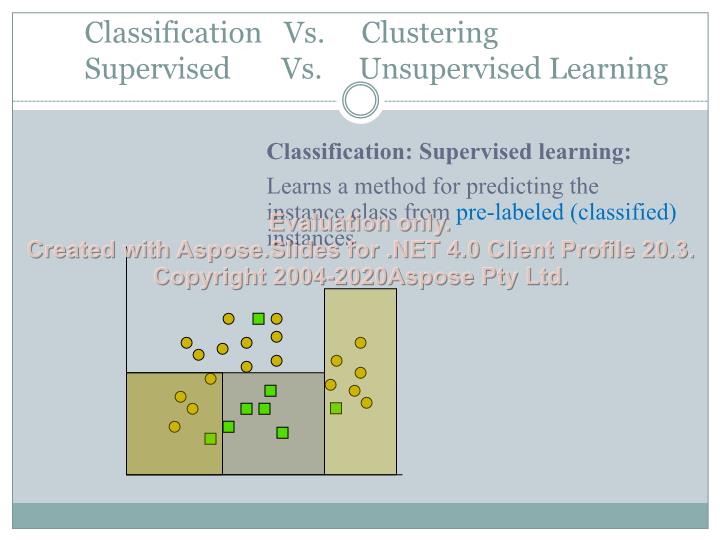 Classification Vs. Clustering
Supervised Vs. Unsupervised Learning
Classification: Supervised learning:
Learns a method for predicting the
instance class from pre-labeled (classified)
instances
Evaluation only.
Created with Aspose.Slides for .NET 4.0 Client Profile 20.3.
Copyright 2004-2020Aspose Pty Ltd.